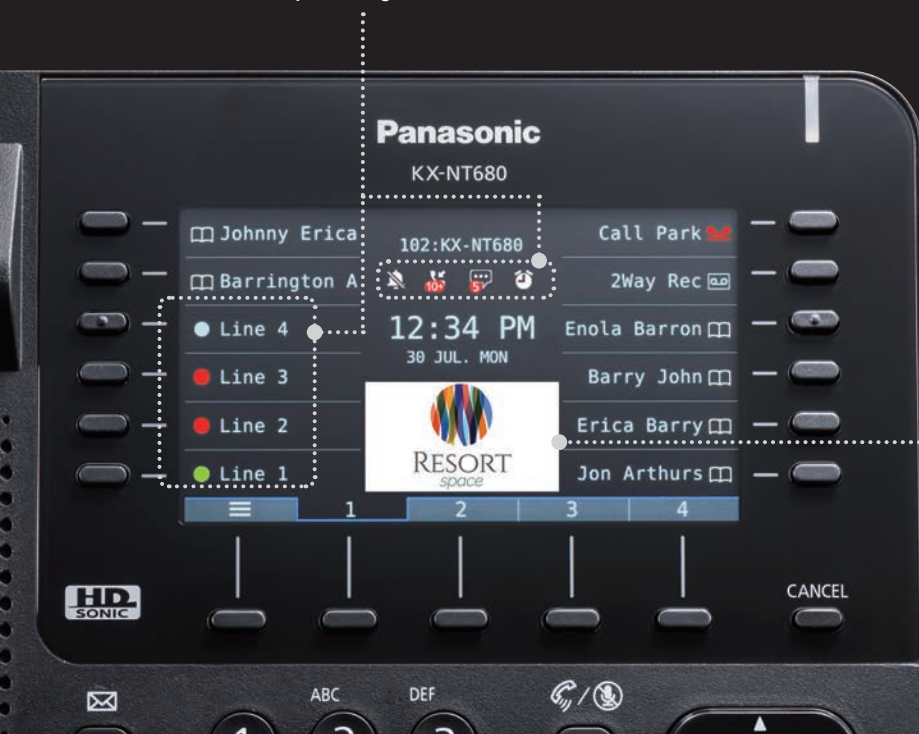 Panasonic
KX-NT680
Johnny Erica
Barrington A
Line 4
Line 3
Line 2
Line 1
102:KX-NT680
10+
5
12:34 PM
30 JUL. MON
RESORT
space
Call Park
2Way Rec
Enola Barron
Barry John
Erica Barry
Jon Arthurs
1
2
3
4
HD
SONIC
CANCEL
ABC
DEF